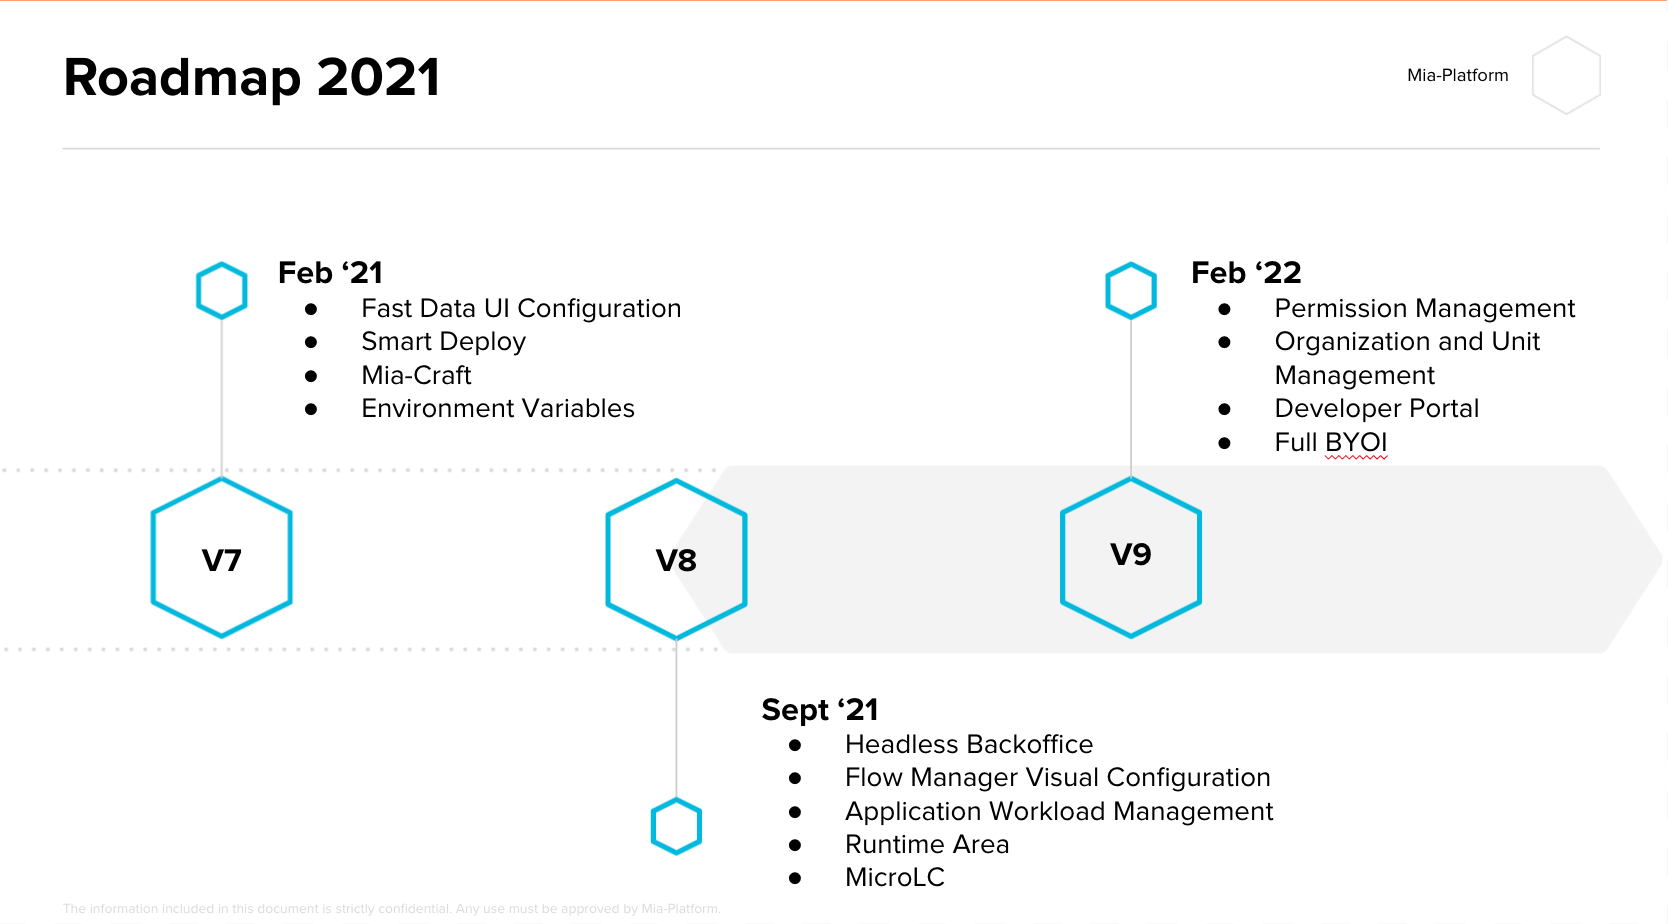 Roadmap 2021
Mia-Platform
Feb ‘21
● Fast Data UI Configuration
● Smart Deploy
● Mia-Craft
● Environment Variables
Feb ‘22
● Permission Management
● Organization and Unit
Management
● Developer Portal
● Full BYOI
V7
V8
V9
Sept ‘21
● Headless Backoffice
● Flow Manager Visual Configuration
● Application Workload Management
● Runtime Area
● MicroLC
The information included in this document is strictly confidential. Any use must be approved by Mia-Platform.